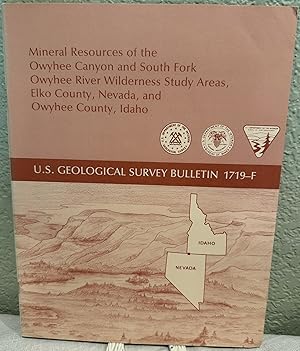 Mineral Resources of the
Owyhee Canyon and South Fork
Owyhee River Wilderness Study Areas,
Elko County, Nevada, and
Owyhee County, Idaho
U.S. GEOLOGICAL SURVEY BULLETIN 1719–F
IDAHO
NEVADA